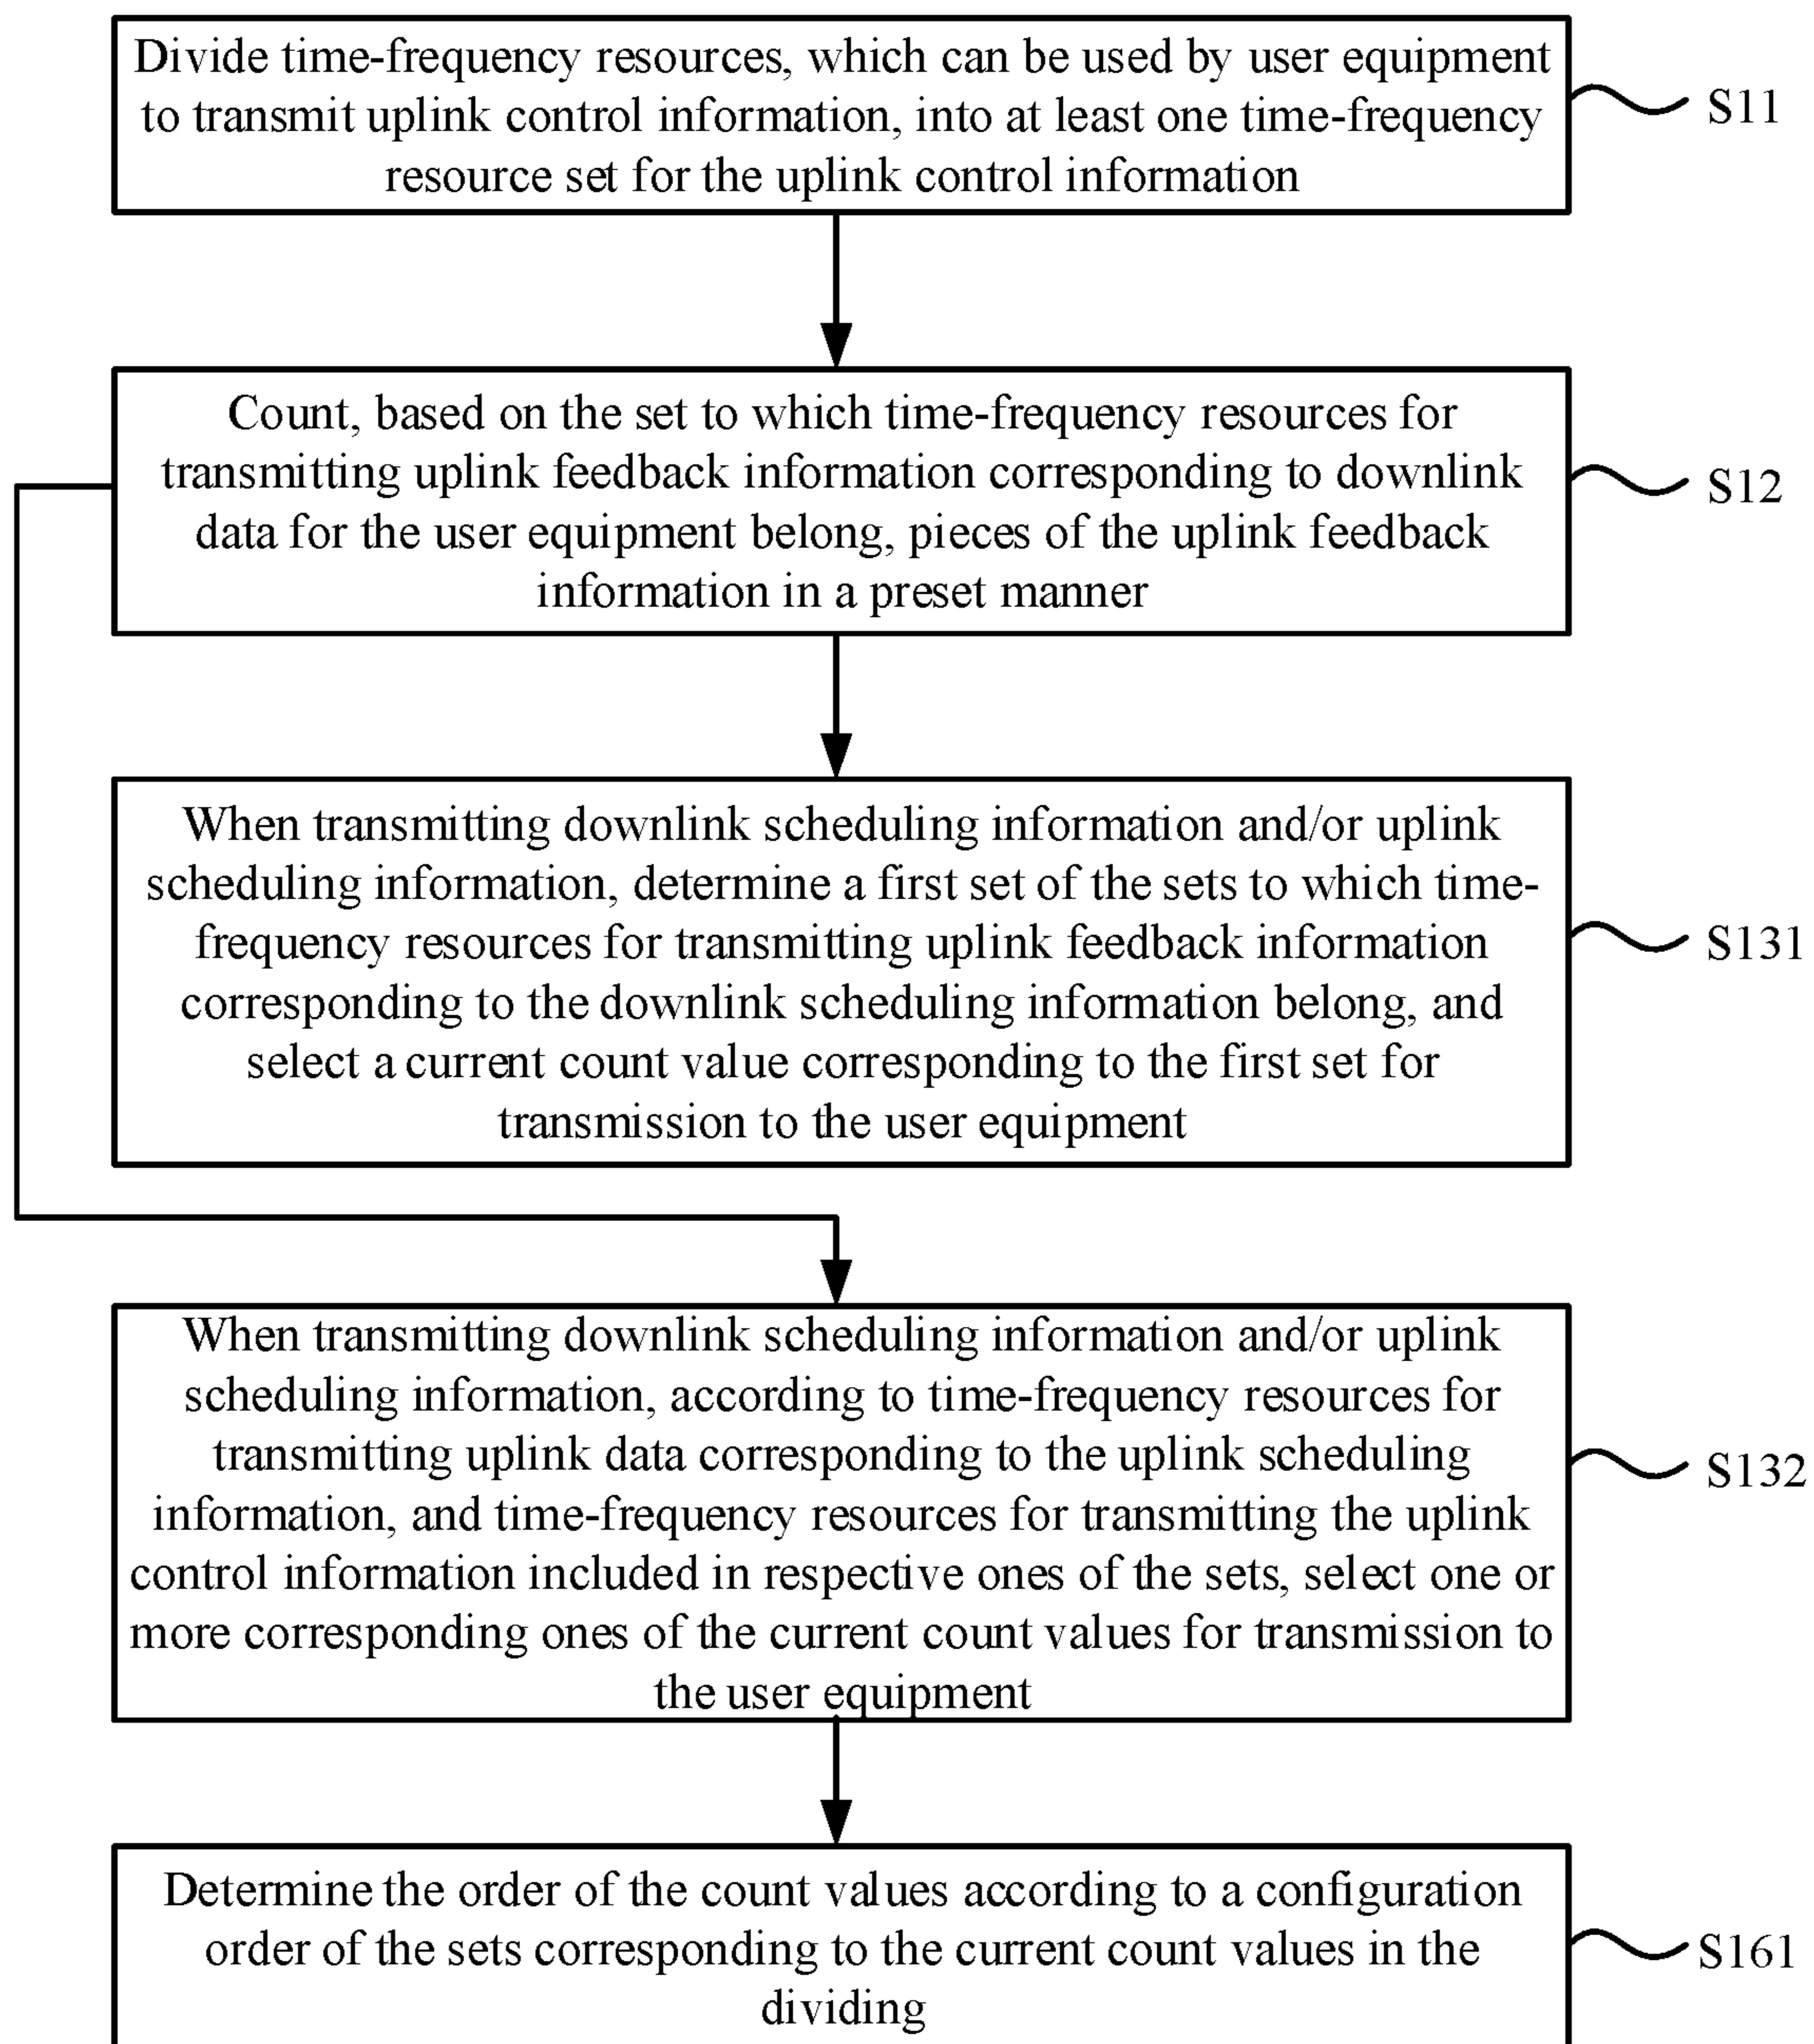 Divide time-frequency resources, which can be used by user equipment
to transmit uplink control information, into at least one time-frequency
resource set for the uplink control information
S11
Count, based on the set to which time-frequency resources for
transmitting uplink feedback information corresponding to downlink
data for the user equipment belong, pieces of the uplink feedback
information in a preset manner
S12
When transmitting downlink scheduling information and/or uplink
scheduling information, determine a first set of the sets to which time-
frequency resources for transmitting uplink feedback information
corresponding to the downlink scheduling information belong, and
select a current count value corresponding to the first set for
transmission to the user equipment
S131
When transmitting downlink scheduling information and/or uplink
scheduling information, according to time-frequency resources for
transmitting uplink data corresponding to the uplink scheduling
information, and time-frequency resources for transmitting the uplink
control information included in respective ones of the sets, select one or
more corresponding ones of the current count values for transmission to
the user equipment
S132
Determine the order of the count values according to a configuration
order of the sets corresponding to the current count values in the
dividing
S161